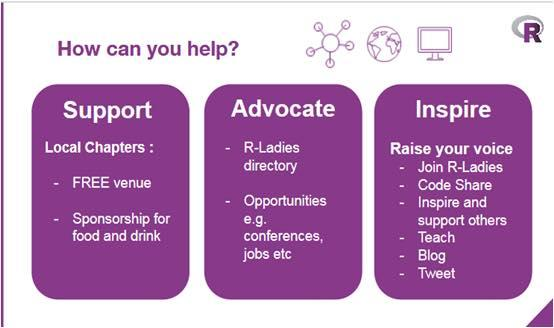 How can you help?
R
Support
Local Chapters :
- FREE venue
- Sponsorship for
food and drink
Advocate
- R-Ladies
directory
- Opportunities
e.g.
conferences,
jobs etc
Inspire
Raise your voice
- Join R-Ladies
- Code Share
- Inspire and
support others
- Teach
- Blog
- Tweet